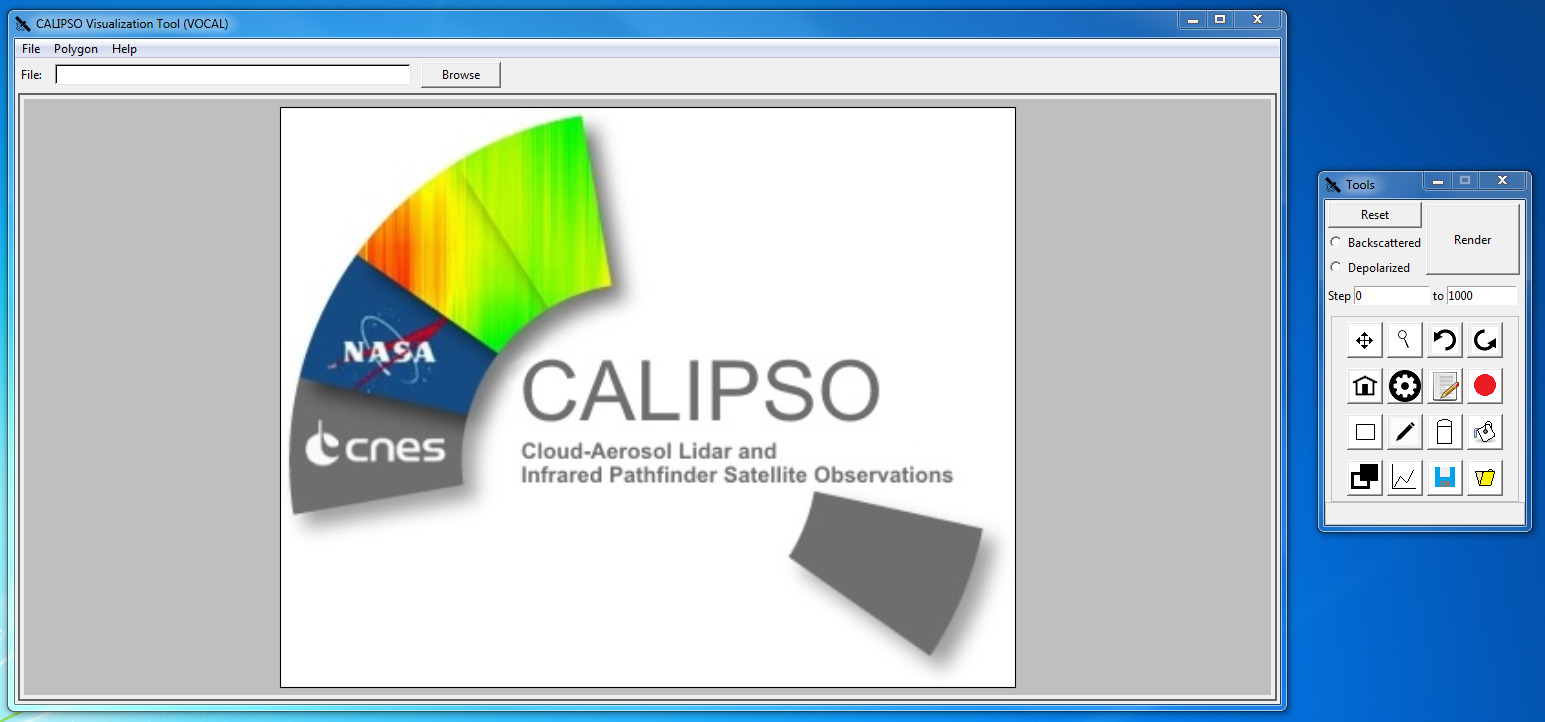 CALIPSO Visualization Tool (VOCAL)
File Polygon Help
File: Browse
NASA
cnes
CALIPSO
Cloud-Aerosol Lidar and
Infrared Pathfinder Satellite Observations
Tools
Reset
Render
Backscattered
Depolarized
Step 0 to 1000